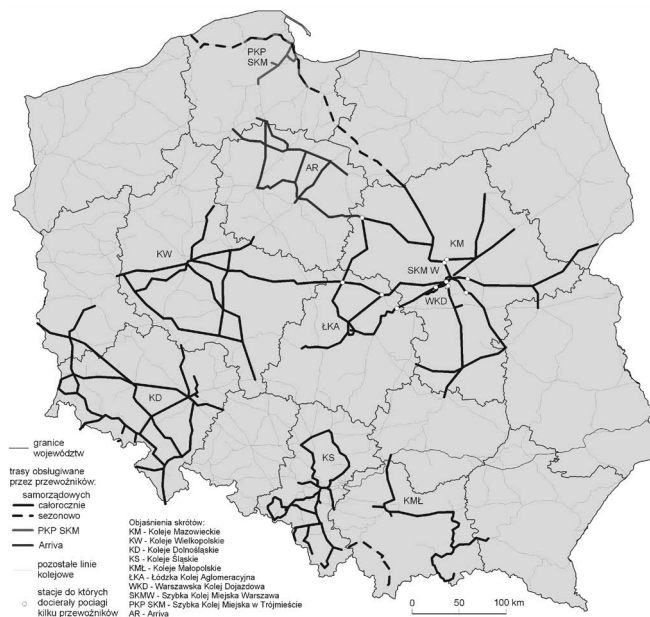 PKP
SKM
AR
KW
KM
SKM W
WKD
ŁKA
KD
KS
KMŁ
granice
województw
trasy obsługiwane
przez przewoźników:
samorządowych
całorocznie
sezonowo
PKP SKM
Arriva
pozostałe linie
kolejowe
stacje do których
docierały pociągi
kilku przewoźników
Objaśnienia skrótów:
KM - Koleje Mazowieckie
KW - Koleje Wielkopolskie
KD - Koleje Dolnośląskie
KS - Koleje Śląskie
KMŁ - Koleje Małopolskie
ŁKA - Łódzka Kolej Aglomeracyjna
WKD - Warszawska Kolej Dojazdowa
SKMW - Szybka Kolej Miejska Warszawa
PKP SKM - Szybka Kolej Miejska w Trójmieście
AR - Arriva
0 50 100 km